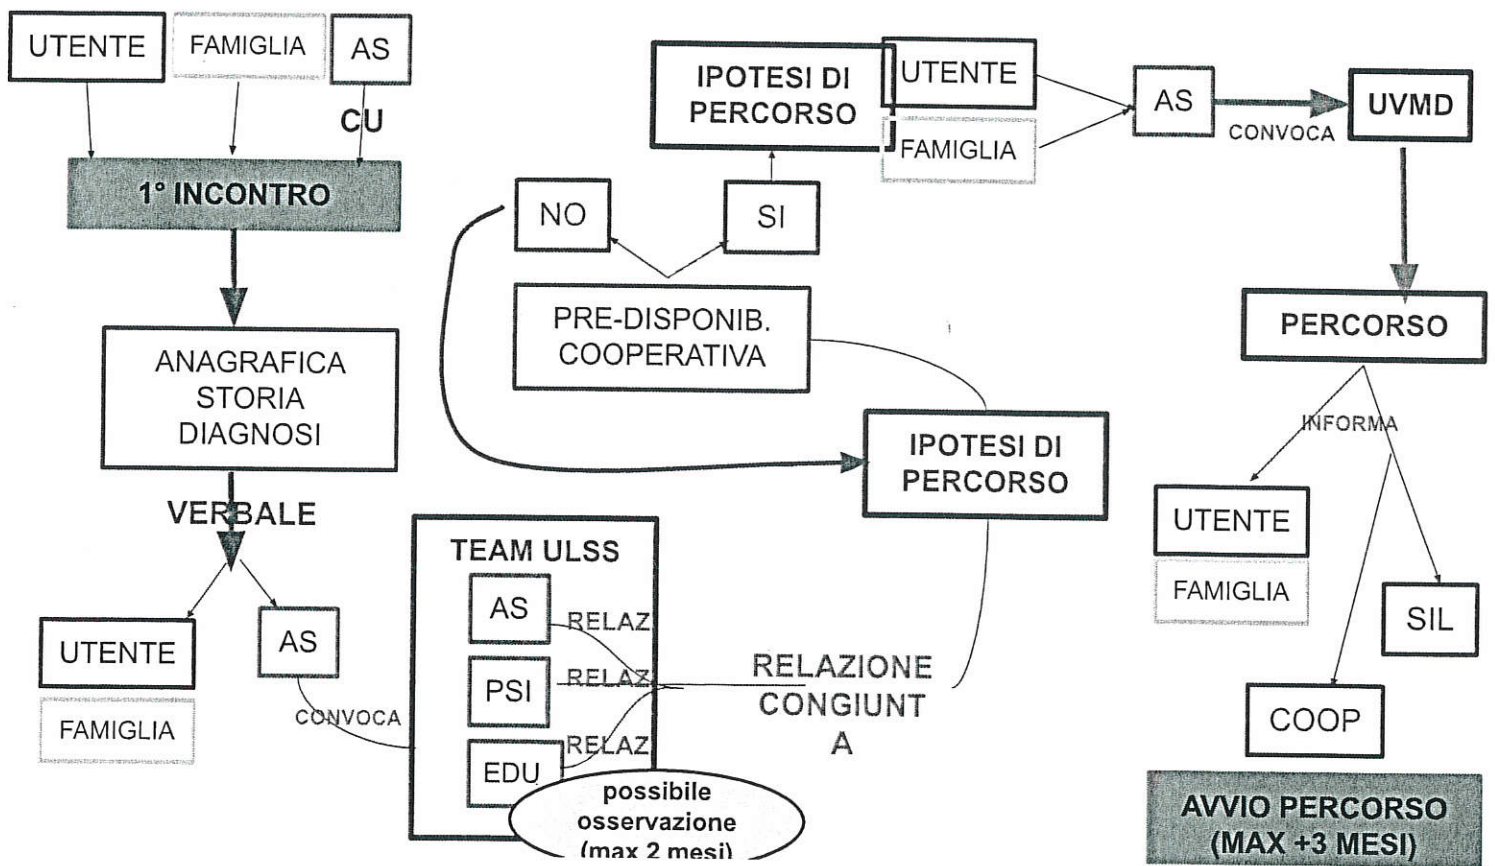 UTENTE
FAMIGLIA
AS
CU
1° INCONTRO
ANAGRAFICA
STORIA
DIAGNOSI
VERBALE
UTENTE
FAMIGLIA
AS
CONVOCA
TEAM ULSS
AS
RELAZ
PSI
RELAZ
EDU
RELAZ
possibile
osservazione
(max 2 mesi)
RELAZIONE
CONGIUNT
A
IPOTESI DI
PERCORSO
PRE-DISPONIB.
COOPERATIVA
NO
SI
IPOTESI DI
PERCORSO
UTENTE
FAMIGLIA
AS
CONVOCA
UVMD
PERCORSO
INFORMA
UTENTE
FAMIGLIA
SIL
COOP
AVVIO PERCORSO
(MAX +3 MESI)